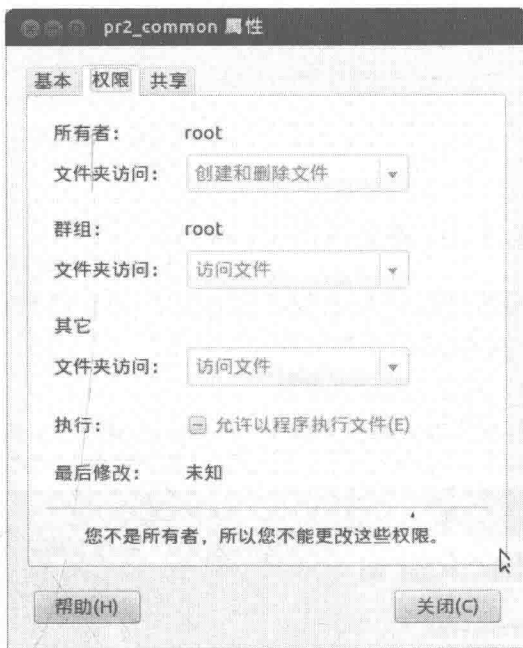 pr2_common 属性
基本 权限 共享
所有者： root
文件夹访问： 创建和删除文件
群组： root
文件夹访问： 访问文件
其它
文件夹访问： 访问文件
执行： 允许以程序执行文件(E)
最后修改： 未知
您不是所有者，所以您不能更改这些权限。
帮助(H) 关闭(C)